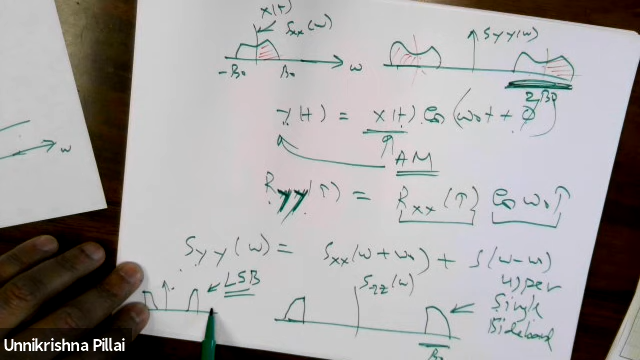 X(t)
Sxx(ω)
-B0 B0 ω
Syy(ω)
2B0
Y(t) = X(t) Cos(ω0t + φ)
AM
Ryy(τ) = Rxx(τ) Cos ω0τ
Syy(ω) = Sxx(ω+ω0) + S(ω-ω)
LSB
Szz(ω)
upper
Single
Sideband
B0
ω
Unnikrishna Pillai